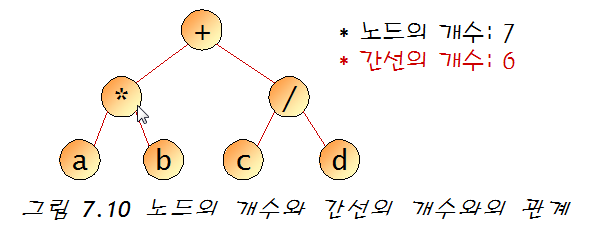 +
* 노드의 개수: 7
* 간선의 개수: 6
* /
a b c d
그림 7.10 노드의 개수와 간선의 개수와의 관계